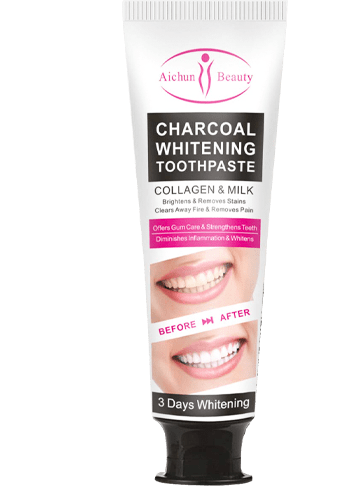 Aichun Beauty
CHARCOAL
WHITENING
TOOTHPASTE
COLLAGEN & MILK
Brightens & Removes Stains
Clears Away Fire & Removes Pain
Offers Gum Care & Strengthens Teeth
Diminishes Inflammation & Whitens
BEFORE AFTER
3 Days Whitening